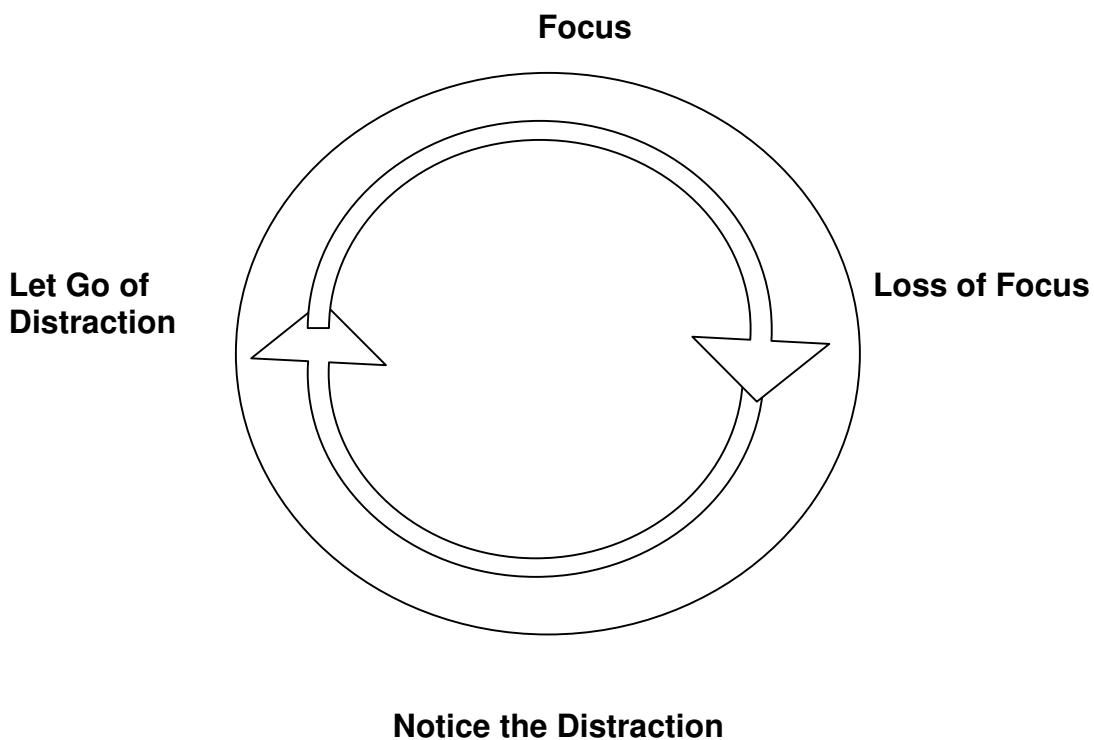 Focus
Let Go of
Distraction
Loss of Focus
Notice the Distraction